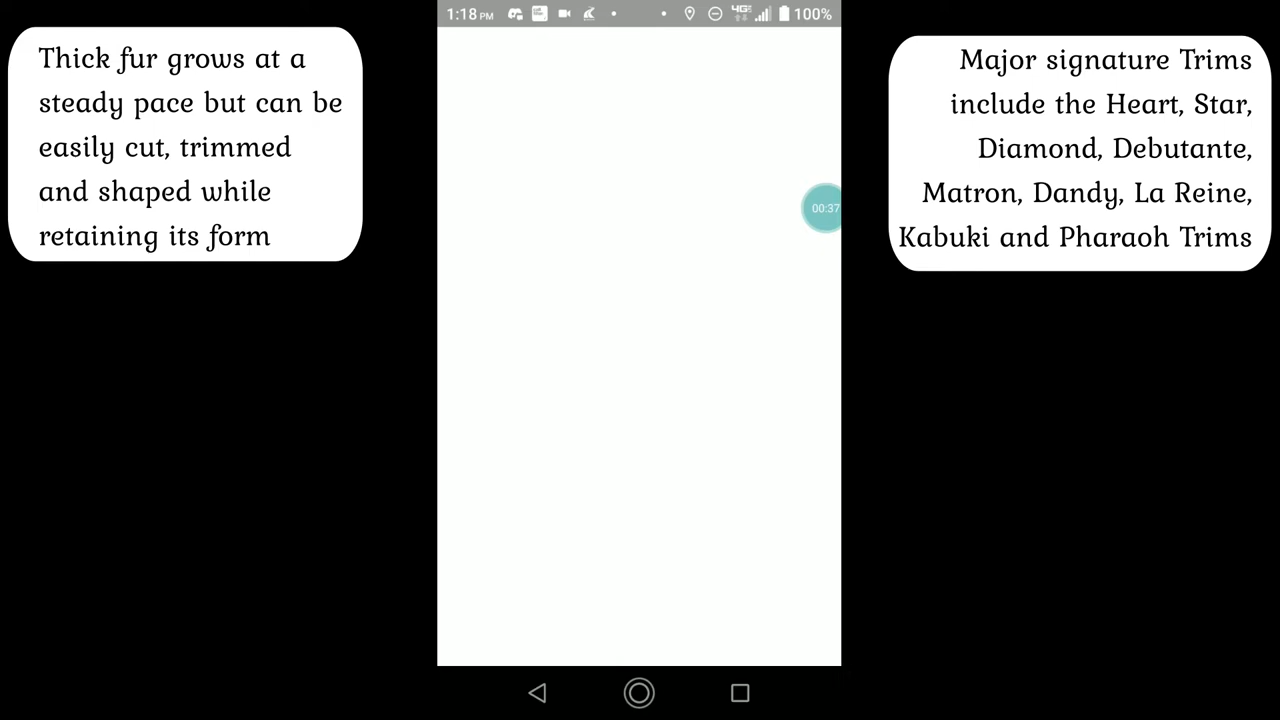 Thick fur grows at a
steady pace but can be
easily cut, trimmed
and shaped while
retaining its form
1:18 PM
4G
100%
00:37
Major signature Trims
include the Heart, Star,
Diamond, Debutante,
Matron, Dandy, La Reine,
Kabuki and Pharaoh Trims